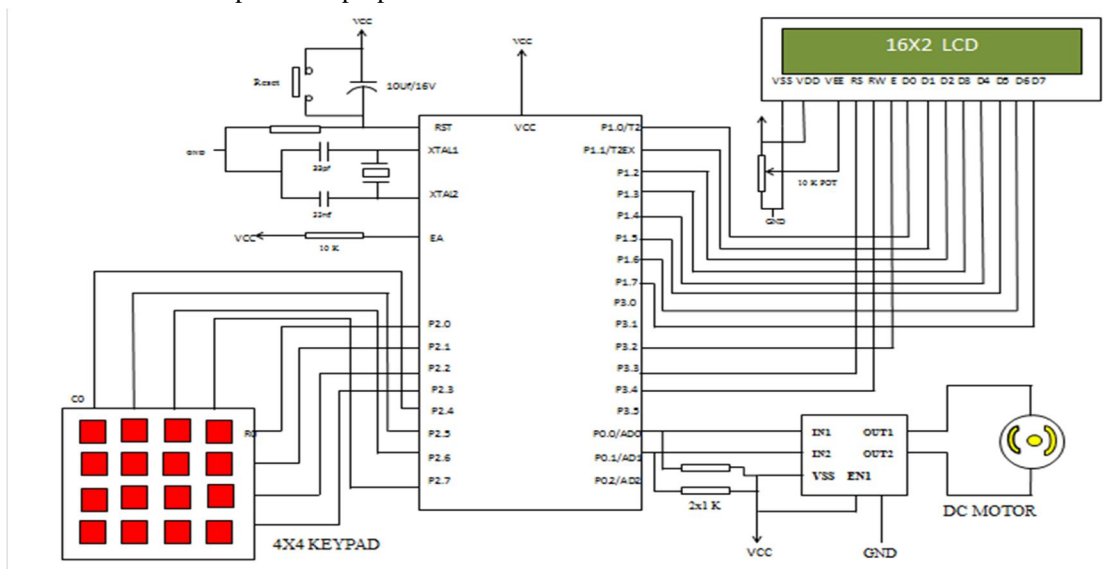 VCC
VCC
16X2 LCD
Reset
10Uf/16V
VSS VDD VEE RS RW E D0 D1 D2 D3 D4 D5 D6 D7
RST
VCC
P1.0/T2
GND
XTAL1
P1.1/T2EX
33pf
P1.2
10 K POT
XTAL2
P1.3
33nf
P1.4
GND
VCC
10 K
EA
P1.5
P1.6
P1.7
P3.0
P2.0
P3.1
P2.1
P3.2
P2.2
P3.3
P2.3
P3.4
C0
P2.4
P3.5
R0
P2.5
P0.0/AD0
IN1 OUT1
P2.6
P0.1/AD1
IN2 OUT2
P2.7
P0.2/AD2
VSS EN1
2x1 K
DC MOTOR
4X4 KEYPAD
VCC
GND